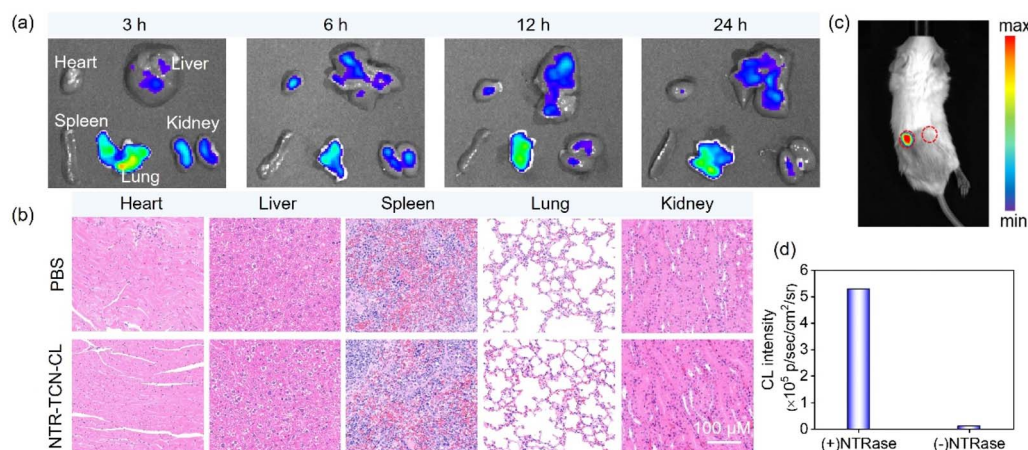 (a)
3 h
6 h
12 h
24 h
Heart
Liver
Spleen
Kidney
Lung
(b)
Heart
Liver
Spleen
Lung
Kidney
PBS
NTR-TCN-CL
100 μM
(c)
max
min
(d)
CL intensity
(×10⁵ p/sec/cm²/sr)
6
5
4
3
2
1
0
(+)NTRase
(-)NTRase